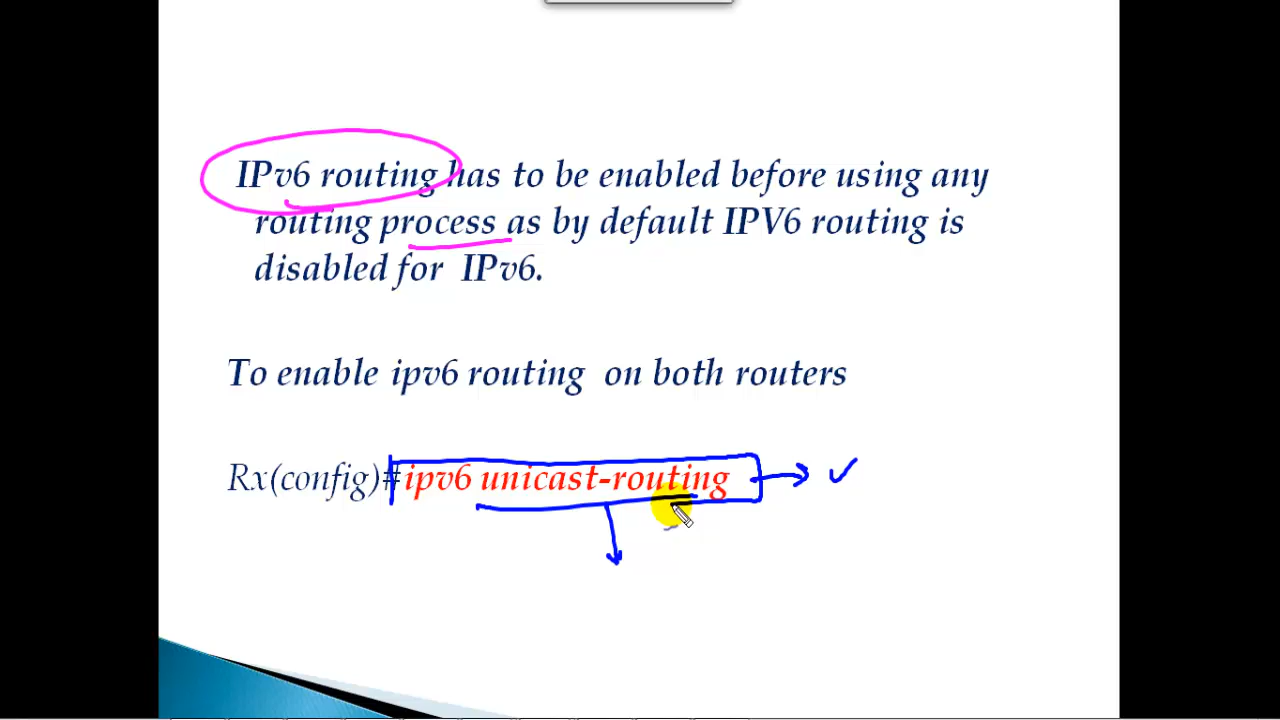 IPv6 routing has to be enabled before using any
routing process as by default IPV6 routing is
disabled for IPv6.
To enable ipv6 routing on both routers
Rx(config)#ipv6 unicast-routing